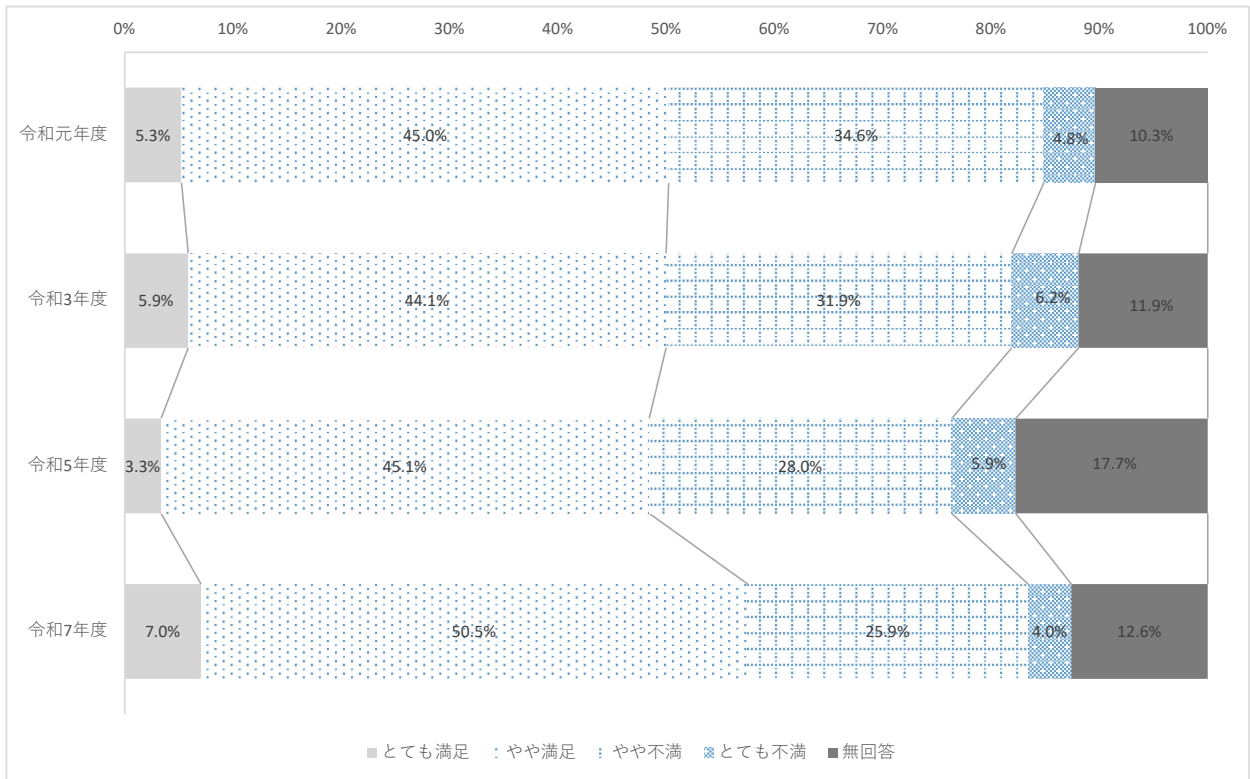 0% 10% 20% 30% 40% 50% 60% 70% 80% 90% 100%
令和元年度 5.3% 45.0% 34.6% 4.8% 10.3%
令和3年度 5.9% 44.1% 31.9% 6.2% 11.9%
令和5年度 3.3% 45.1% 28.0% 5.9% 17.7%
令和7年度 7.0% 50.5% 25.9% 4.0% 12.6%
とても満足 やや満足 やや不満 とても不満 無回答